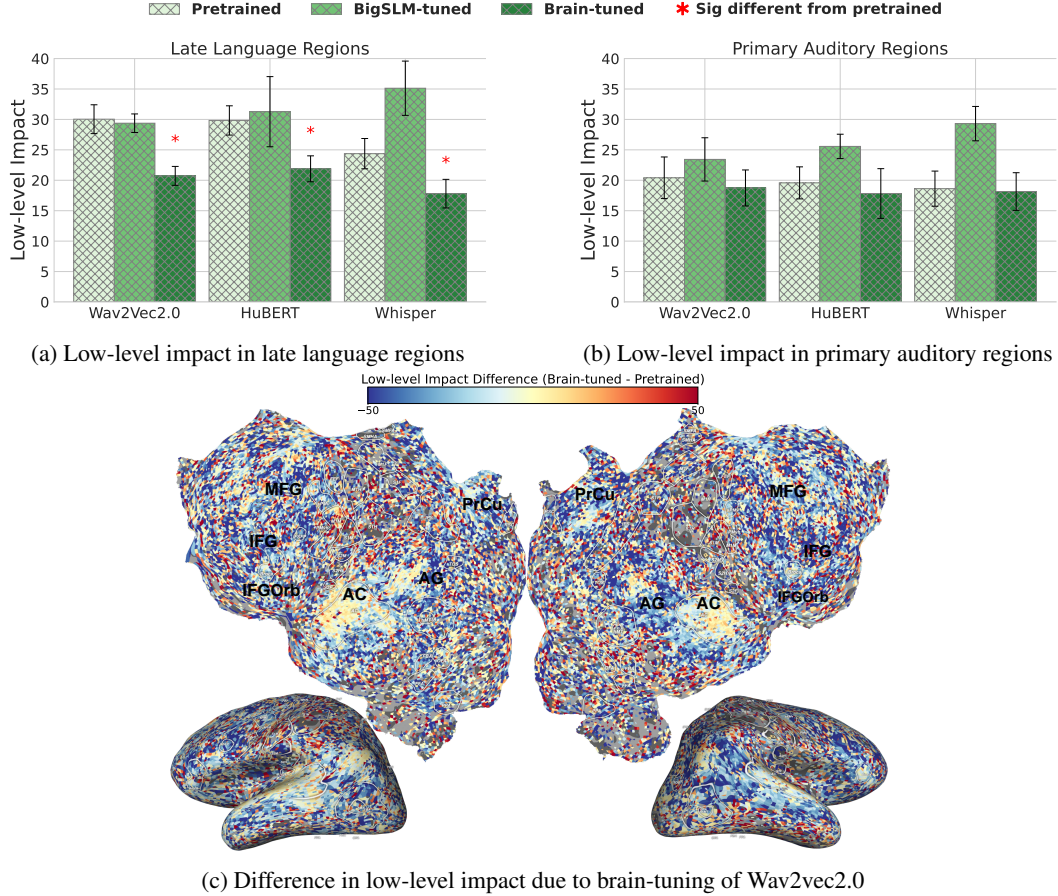 Pretrained BigSLM-tuned Brain-tuned * Sig different from pretrained
Late Language Regions
Low-level Impact
40
35
30
25
20
15
10
5
0
* * *
Wav2Vec2.0 HuBERT Whisper
(a) Low-level impact in late language regions
Primary Auditory Regions
Low-level Impact
40
35
30
25
20
15
10
5
0
Wav2Vec2.0 HuBERT Whisper
(b) Low-level impact in primary auditory regions
Low-level Impact Difference (Brain-tuned - Pretrained)
−50 50
MFG PrCu PrCu MFG
IFG IFG
AG
IFGOrb AC AG AC IFGOrb
(c) Difference in low-level impact due to brain-tuning of Wav2vec2.0